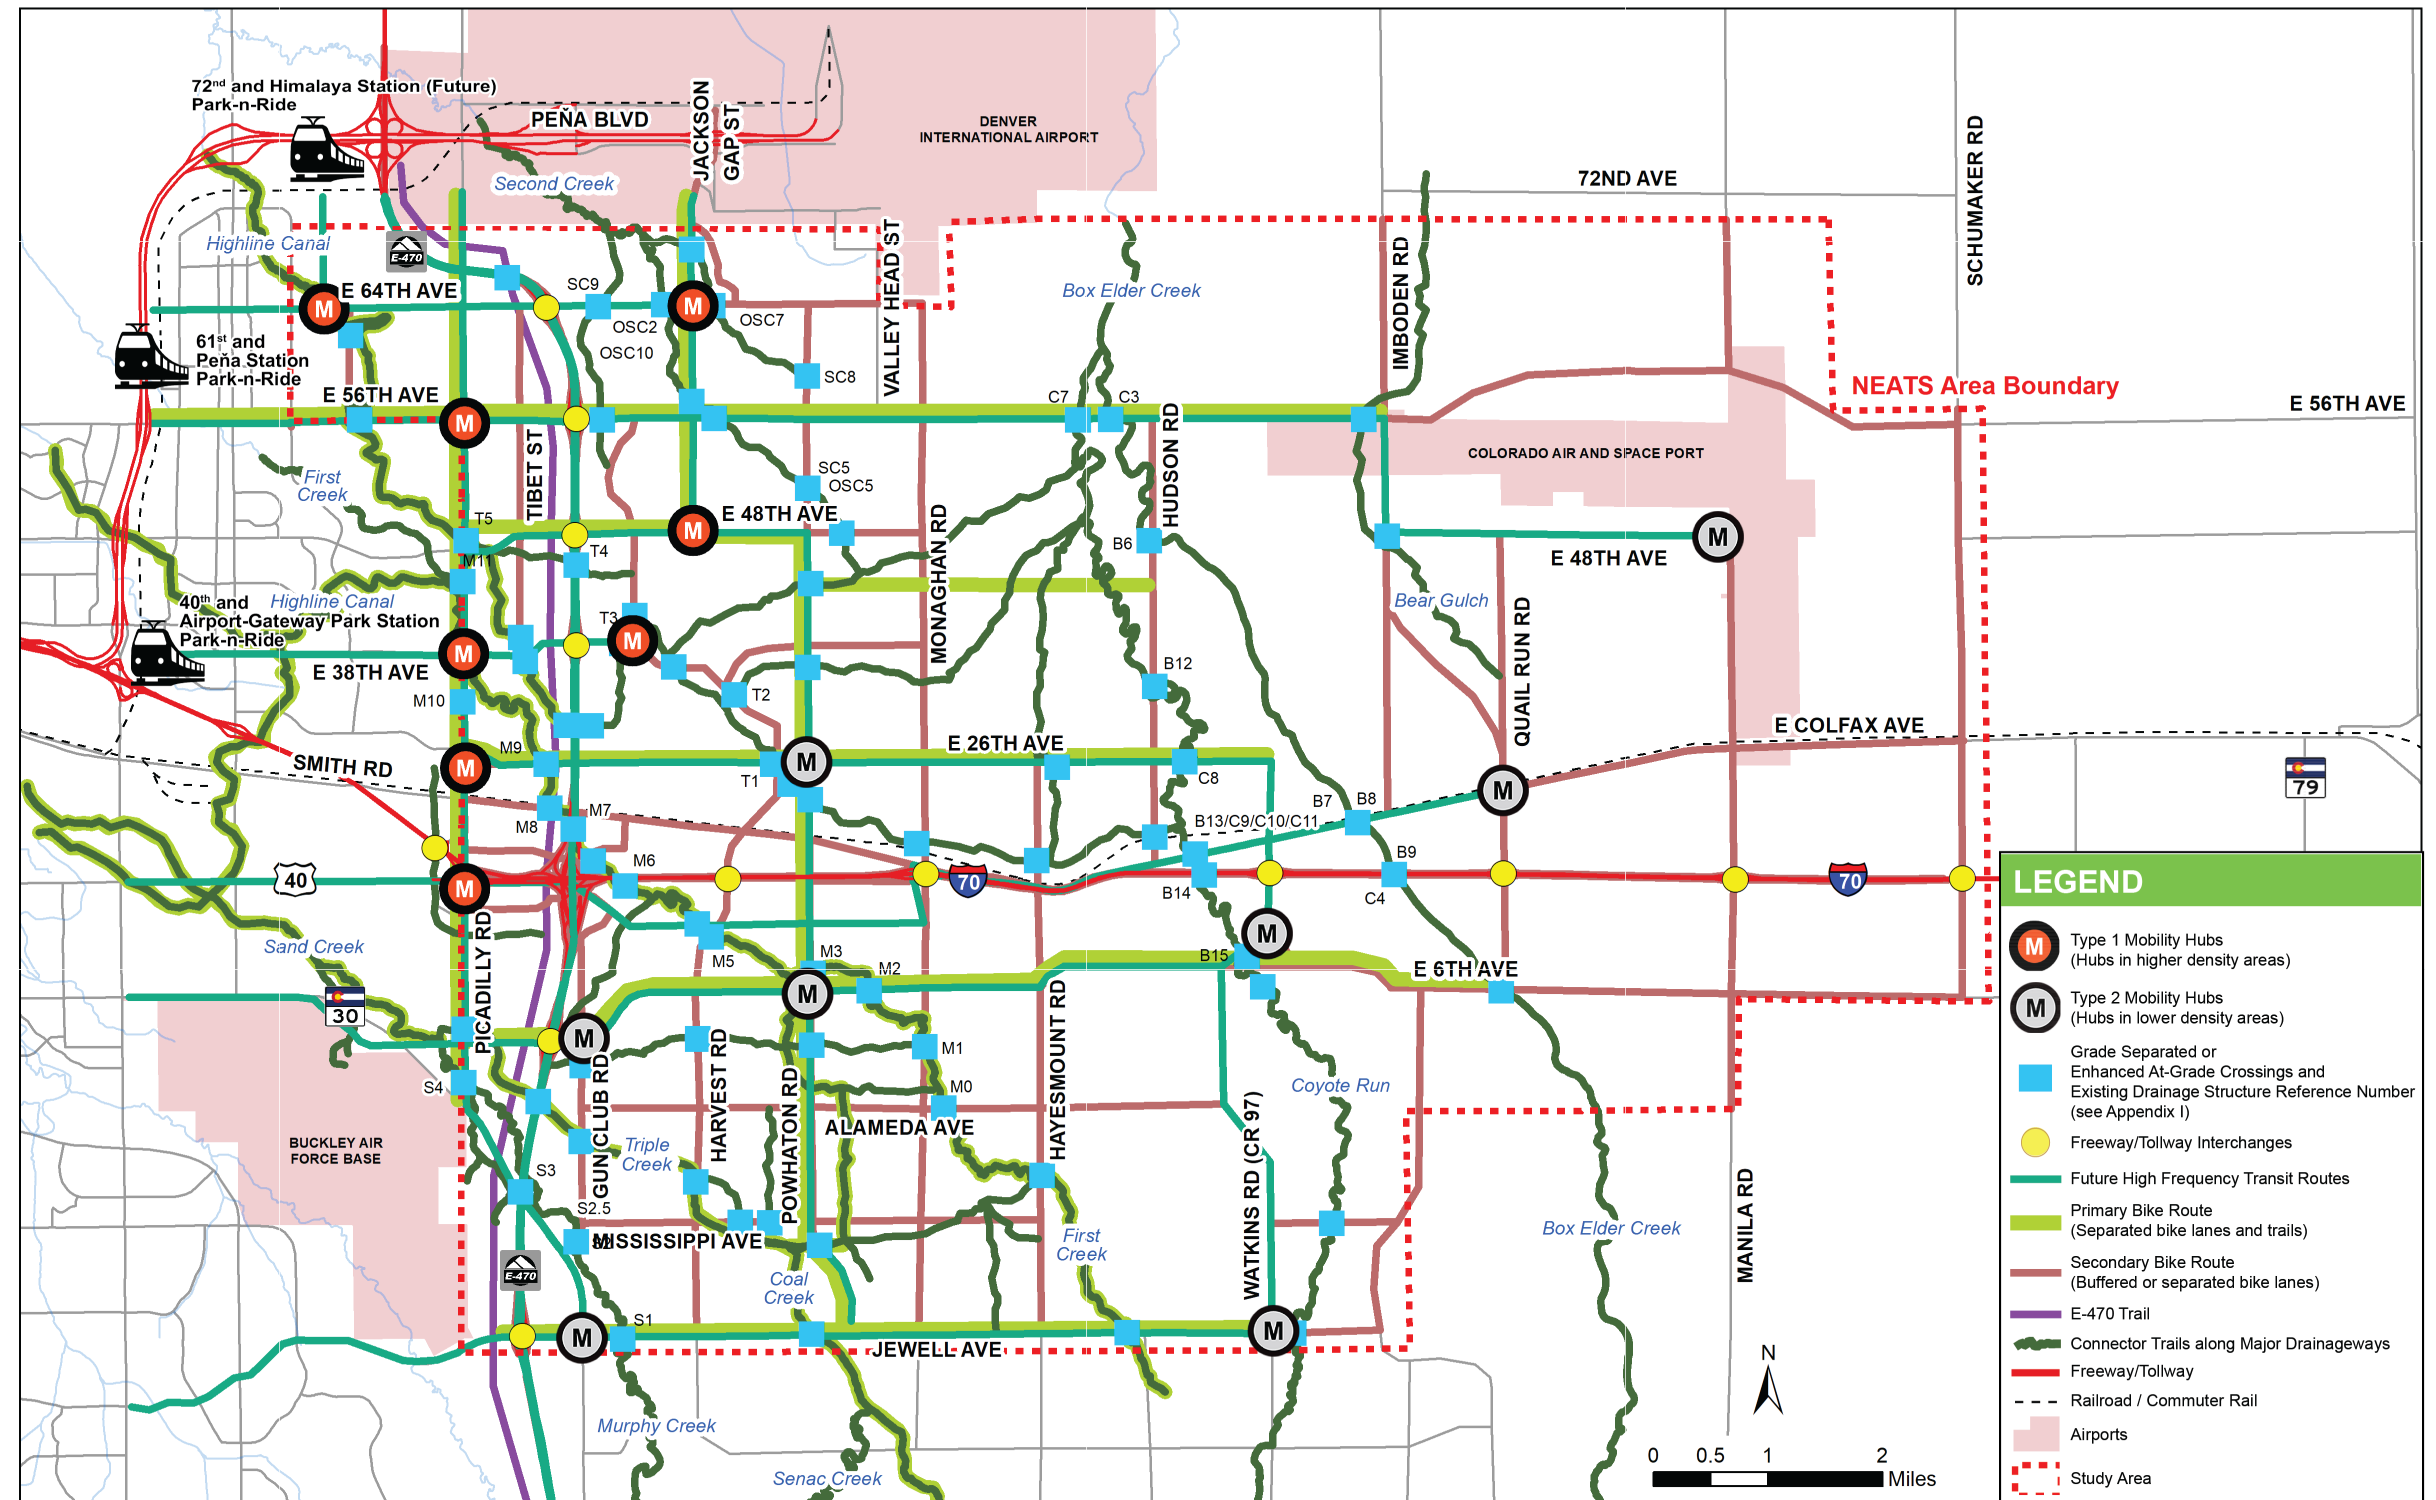 72nd and Himalaya Station (Future)
Park-n-Ride
PEÑA BLVD
JACKSON
GAP ST
DENVER
INTERNATIONAL AIRPORT
72ND AVE
SCHUMAKER RD
Second Creek
Highline Canal
E-470
VALLEY HEAD ST
IMBODEN RD
Box Elder Creek
E 64TH AVE
M
M
SC9
OSC2
OSC7
OSC10
SC8
61st and
Peña Station
Park-n-Ride
E 56TH AVE
M
C7
C3
HUDSON RD
NEATS Area Boundary
E 56TH AVE
TIBET ST
COLORADO AIR AND SPACE PORT
First
Creek
SC5
OSC5
T5
M
E 48TH AVE
MONAGHAN RD
M11
T4
B6
M
E 48TH AVE
40th and
Airport-Gateway Park Station
Park-n-Ride
Highline Canal
T3
M
Bear Gulch
QUAIL RUN RD
M
E 38TH AVE
B12
M10
T2
M9
M
SMITH RD
E 26TH AVE
E COLFAX AVE
T1
M
C8
M
79
M7
M8
B7
B8
B13/C9/C10/C11
M6
B9
40
M
70
70
B14
C4
PICADILLY RD
M
Sand Creek
M5
M3
M2
B15
E 6TH AVE
30
M
M
GUNCLUB RD
HARVEST RD
POWHATON RD
HAYESMOUNT RD
M1
M0
S4
Coyote Run
ALAMEDA AVE
WATKINS RD (CR 97)
BUCKLEY AIR
FORCE BASE
Triple
Creek
S3
S2.5
S2
MISSISSIPPI AVE
E-470
Coal
Creek
First
Creek
Box Elder Creek
MANILA RD
M
S1
JEWELL AVE
M
Murphy Creek
Senac Creek
N
0 0.5 1 2
Miles
LEGEND
M
Type 1 Mobility Hubs
(Hubs in higher density areas)
M
Type 2 Mobility Hubs
(Hubs in lower density areas)
Grade Separated or
Enhanced At-Grade Crossings and
Existing Drainage Structure Reference Number
(see Appendix I)
Freeway/Tollway Interchanges
Future High Frequency Transit Routes
Primary Bike Route
(Separated bike lanes and trails)
Secondary Bike Route
(Buffered or separated bike lanes)
E-470 Trail
Connector Trails along Major Drainageways
Freeway/Tollway
Railroad / Commuter Rail
Airports
Study Area